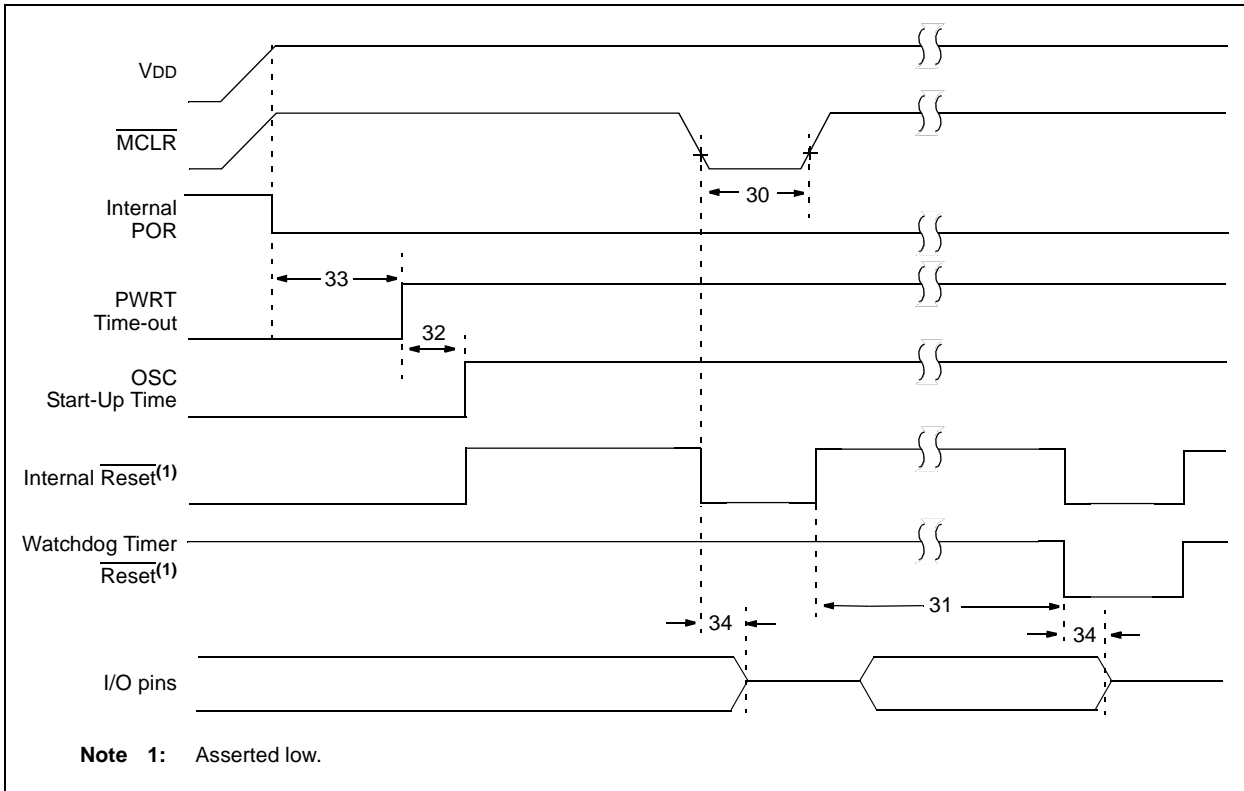 VDD
MCLR
30
Internal
POR
33
PWRT
Time-out
32
OSC
Start-Up Time
Internal Reset(1)
Watchdog Timer
Reset(1)
31
34
34
I/O pins
Note 1: Asserted low.